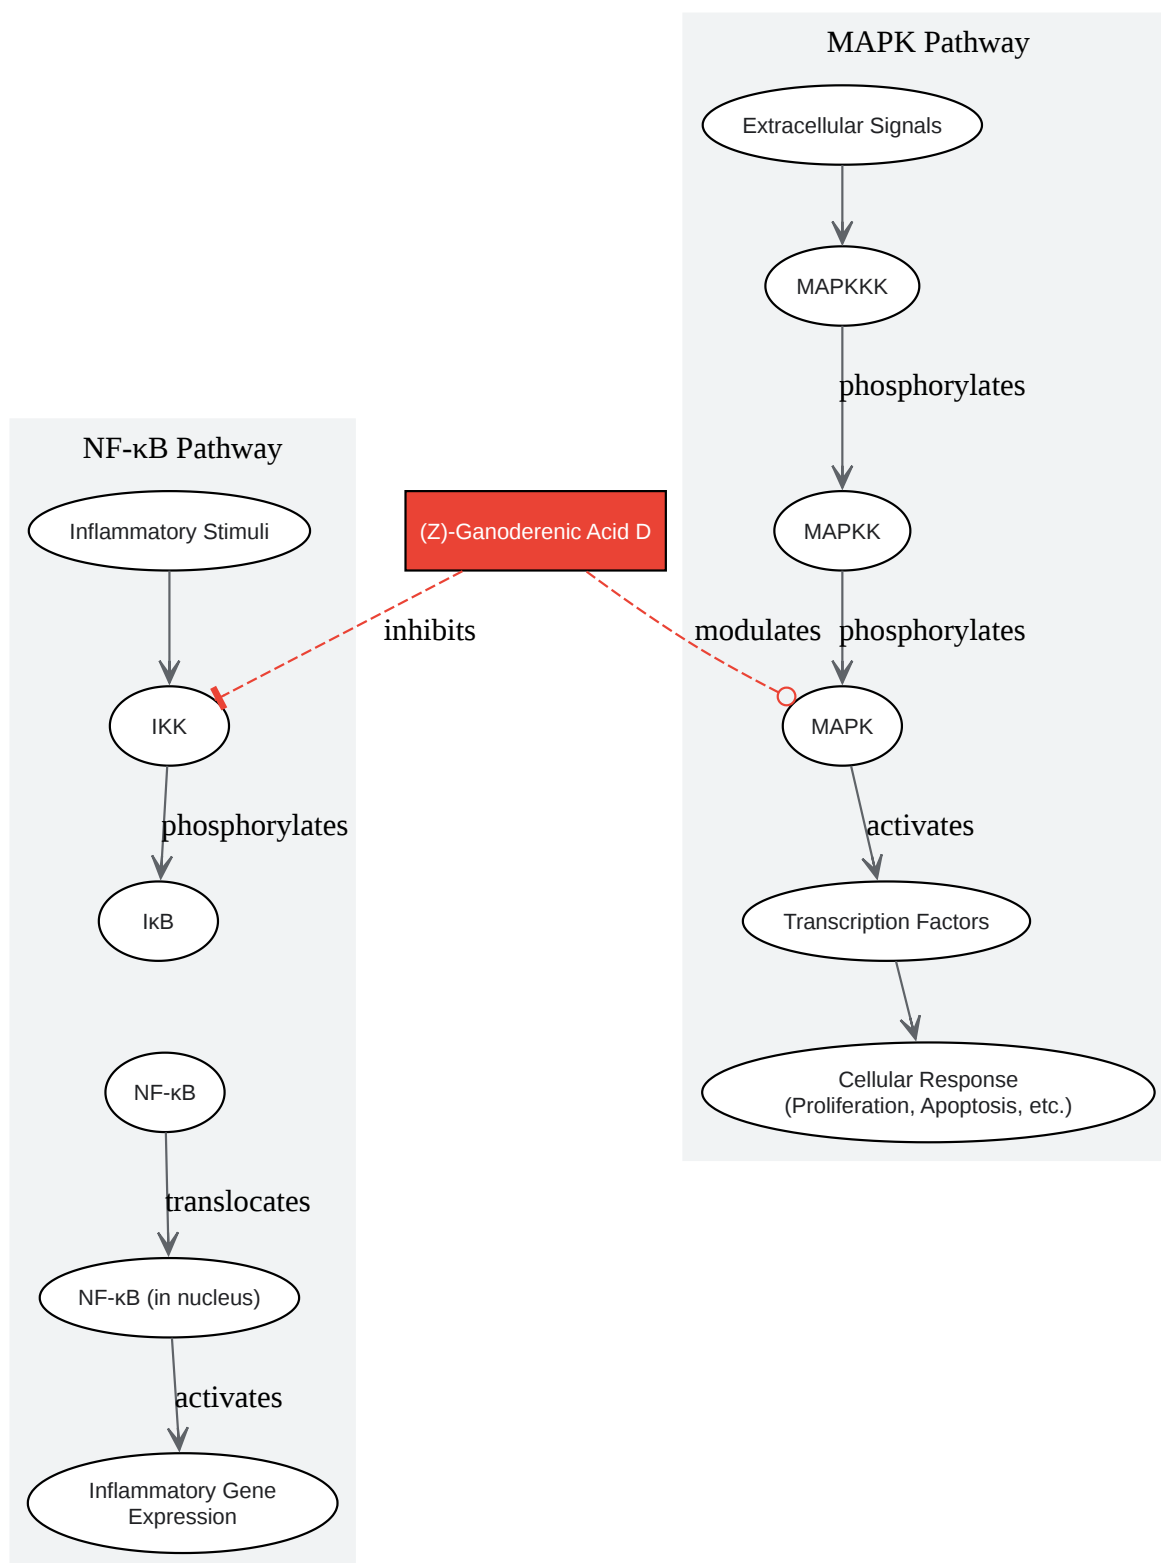 MAPK Pathway
Extracellular Signals
MAPKKK
phosphorylates
NF-κB Pathway
Inflammatory Stimuli
(Z)-Ganoderenic Acid D
MAPKK
inhibits
modulates
phosphorylates
IKK
MAPK
phosphorylates
activates
IκB
Transcription Factors
NF-κB
Cellular Response
(Proliferation, Apoptosis, etc.)
translocates
NF-κB (in nucleus)
activates
Inflammatory Gene
Expression